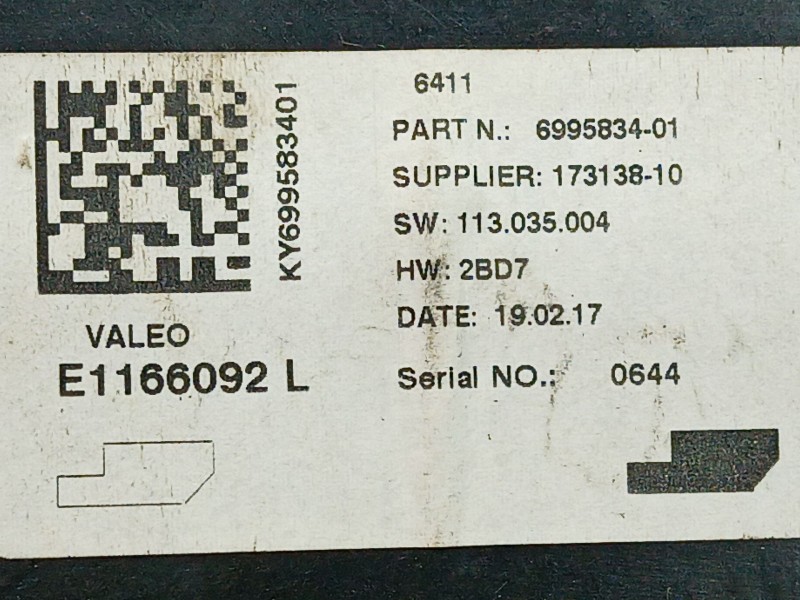 6411
PART N.: 6995834-01
SUPPLIER: 173138-10
SW: 113.035.004
HW: 2BD7
DATE: 19.02.17
Serial NO.: 0644
KY699583401
VALEO
E1166092 L